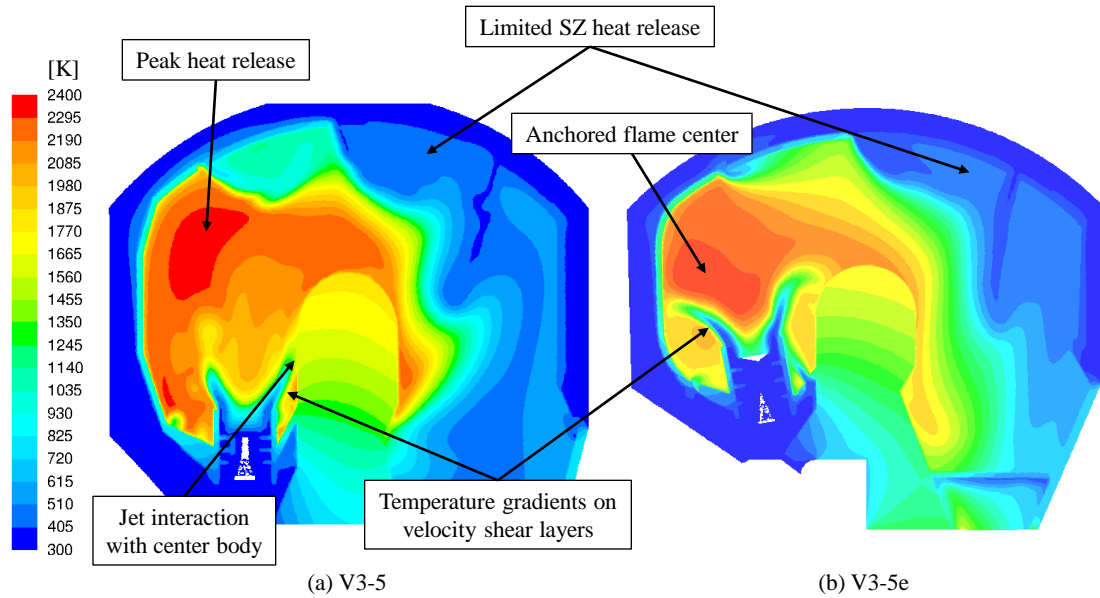 Limited SZ heat release
Peak heat release
[K]
Anchored flame center
2400
2295
2190
2085
1980
1875
1770
1665
1560
1455
1350
1245
1140
1035
930
825
720
615
510
405
300
Jet interaction
with center body
Temperature gradients on
velocity shear layers
(a) V3-5
(b) V3-5e